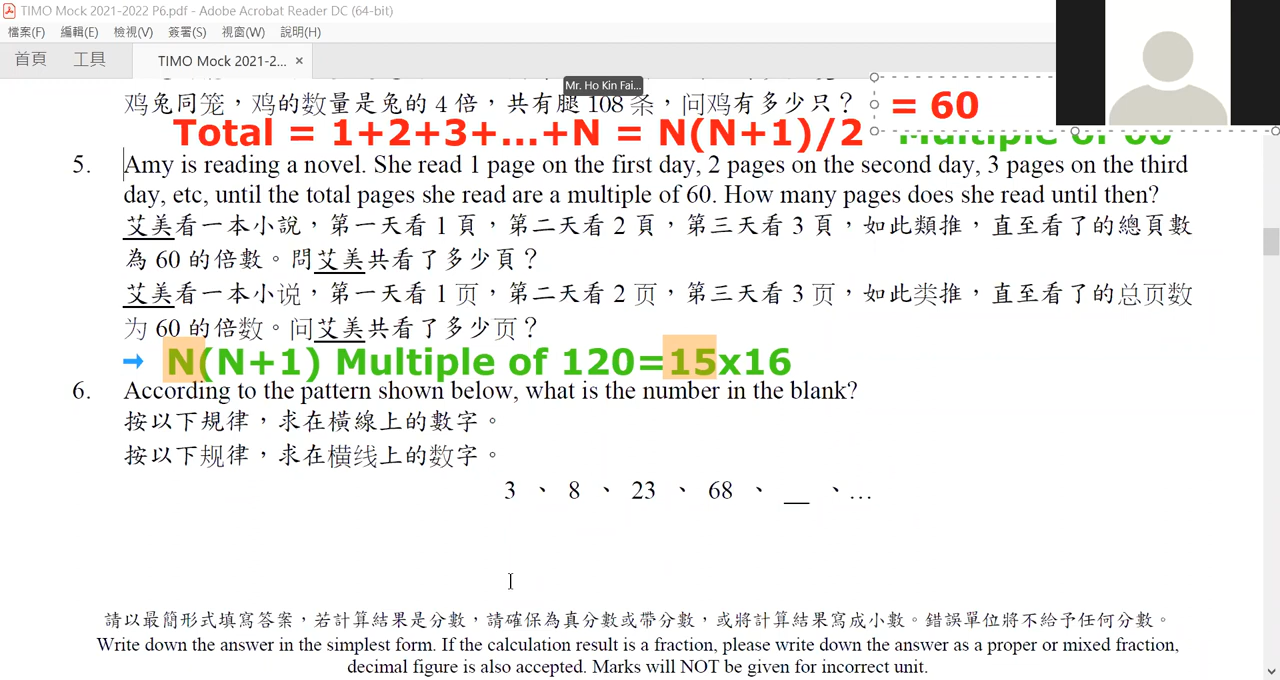 TIMO Mock 2021-2022 P6.pdf - Adobe Acrobat Reader DC (64-bit)
檔案(F) 編輯(E) 檢視(V) 簽署(S) 視窗(W) 說明(H)
首頁 工具 TIMO Mock 2021-2... ×
Mr. Ho Kin Fai...
鸡兔同笼，鸡的数量是兔的 4 倍，共有腿 108 条，问鸡有多少只？ = 60
Total = 1+2+3+...+N = N(N+1)/2 Multiple of 60
5. Amy is reading a novel. She read 1 page on the first day, 2 pages on the second day, 3 pages on the third
day, etc, until the total pages she read are a multiple of 60. How many pages does she read until then?
艾美看一本小說，第一天看 1 頁，第二天看 2 頁，第三天看 3 頁，如此類推，直至看了的總頁數
為 60 的倍數。問艾美共看了多少頁？
艾美看一本小说，第一天看 1 页，第二天看 2 页，第三天看 3 页，如此类推，直至看了的总页数
为 60 的倍数。问艾美共看了多少页？
→ N(N+1) Multiple of 120=15x16
6. According to the pattern shown below, what is the number in the blank?
按以下規律，求在橫線上的數字。
按以下规律，求在横线上的数字。
3 、 8 、 23 、 68 、 __ 、…
請以最簡形式填寫答案，若計算結果是分數，請確保為真分數或帶分數，或將計算結果寫成小數。錯誤單位將不給予任何分數。
Write down the answer in the simplest form. If the calculation result is a fraction, please write down the answer as a proper or mixed fraction,
decimal figure is also accepted. Marks will NOT be given for incorrect unit.